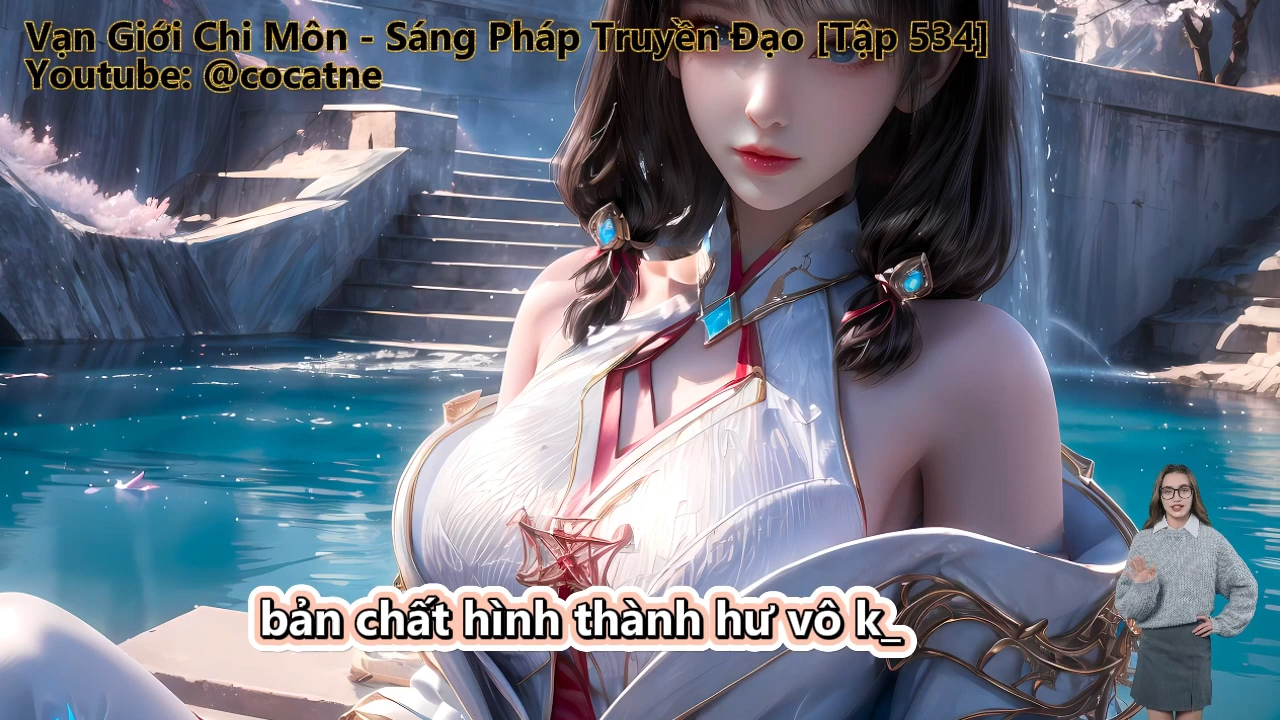 Vạn Giới Chi Môn - Sáng Pháp Truyền Đạo [Tập 534]
Youtube: @cocatne
bản chất hình thành hư vô k_